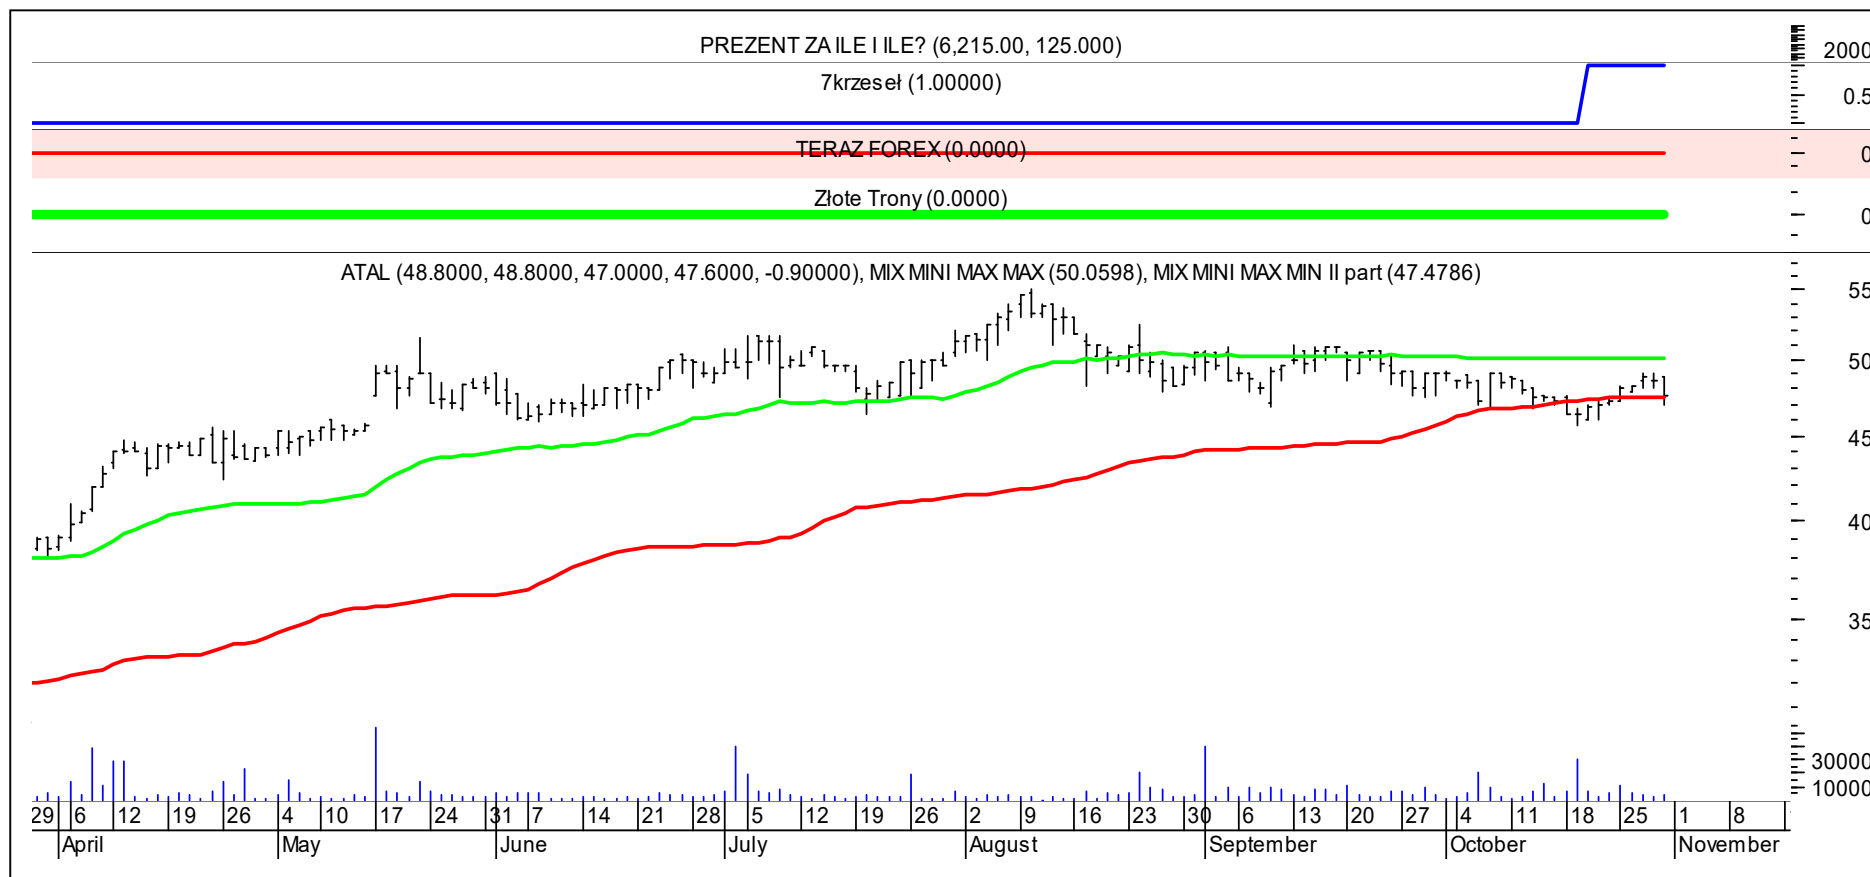 PREZENT ZA ILE I ILE? (6,215.00, 125.000)
2000
7krzeseł (1.00000)
0.5
TERAZ FOREX (0.0000)
0
Złote Trony (0.0000)
0
ATAL (48.8000, 48.8000, 47.0000, 47.6000, -0.90000), MIX MINI MAX MAX (50.0598), MIX MINI MAX MIN II part (47.4786)
55
50
45
40
35
30000
10000
29 6 12 19 26 4 10 17 24 31 7 14 21 28 5 12 19 26 2 9 16 23 30 6 13 20 27 4 11 18 25 1 8
April May June July August September October November